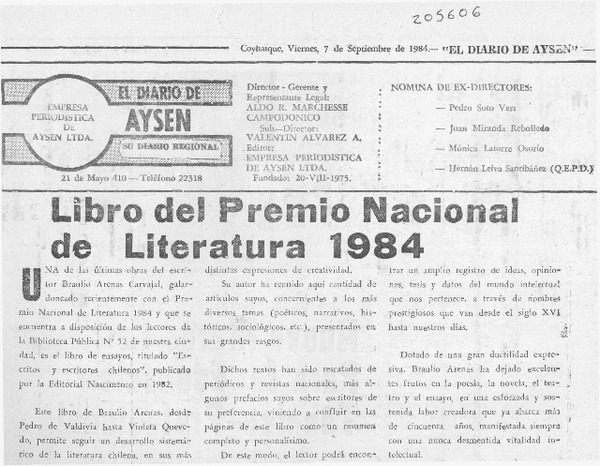 205606
Coyhaique, Viernes, 7 de Septiembre de 1984.— "EL DIARIO DE AYSEN"
EMPRESA
PERIODISTICA
DE
AYSEN LTDA.
EL DIARIO DE
AYSEN
SU DIARIO REGIONAL
21 de Mayo 410 — Teléfono 22318
Director - Gerente y
Representante Legal:
ALDO R. MARCHESSE
CAMPODONICO
Sub—Director:
VALENTIN ALVAREZ A.
Editor:
EMPRESA PERIODISTICA
DE AYSEN LTDA.
Fundado: 20-VIII-1975.
NOMINA DE EX-DIRECTORES:
— Pedro Soto Vera
— Juan Miranda Rebolledo
— Mónica Latorre Osorio
— Hernán Leiva Santibáñez (Q.E.P.D.)
Libro del Premio Nacional
de Literatura 1984
UNA de las últimas obras del escri-
tor Braulio Arenas Carvajal, galar-
doneado recientemente con el Pre-
mio Nacional de Literatura 1984 y que se
encuentra a disposición de los lectores de
la Biblioteca Pública Nº 52 de nuestra ciu-
dad, es el libro de ensayos, titulado "Es-
critos y escritores chilenos", publicado
por la Editorial Nascimento en 1982.
Este libro de Braulio Arenas, desde
Pedro de Valdivia hasta Violeta Queve-
do, permite seguir un desarrollo sistemá-
tico de la literatura chilena, en sus más
distintas expresiones de creatividad.
Su autor ha reunido aquí cantidad de
artículos suyos, concernientes a los más
diversos temas (poéticos, narrativos, his-
tóricos, sociológicos, etc.), presentados en
sus grandes rasgos.
Dichos textos han sido rescatados de
periódicos y revistas nacionales, más al-
gunos prefacios suyos sobre escritores de
su preferencia, viniendo a confluir en las
páginas de este libro como un resumen
completo y personalísimo.
De este modo, el lector podrá encon-
trar un amplio registro de ideas, opinio-
nes, tesis y datos del mundo intelectual
que nos pertenece, a través de nombres
prestigiosos que vanden desde el siglo XVI
hasta nuestros días.
Dotado de una gran ductilidad expre-
siva. Braulio Arenas ha dejado excelen-
tes frutos en la poesía, la novela, el tea-
tro y el ensayo, en una esforzada y sos-
tenida labor creadora que ya abarca más
de cincuenta años, manifestada siempre
con una nunca desmentida vitalidad in-
telectual.